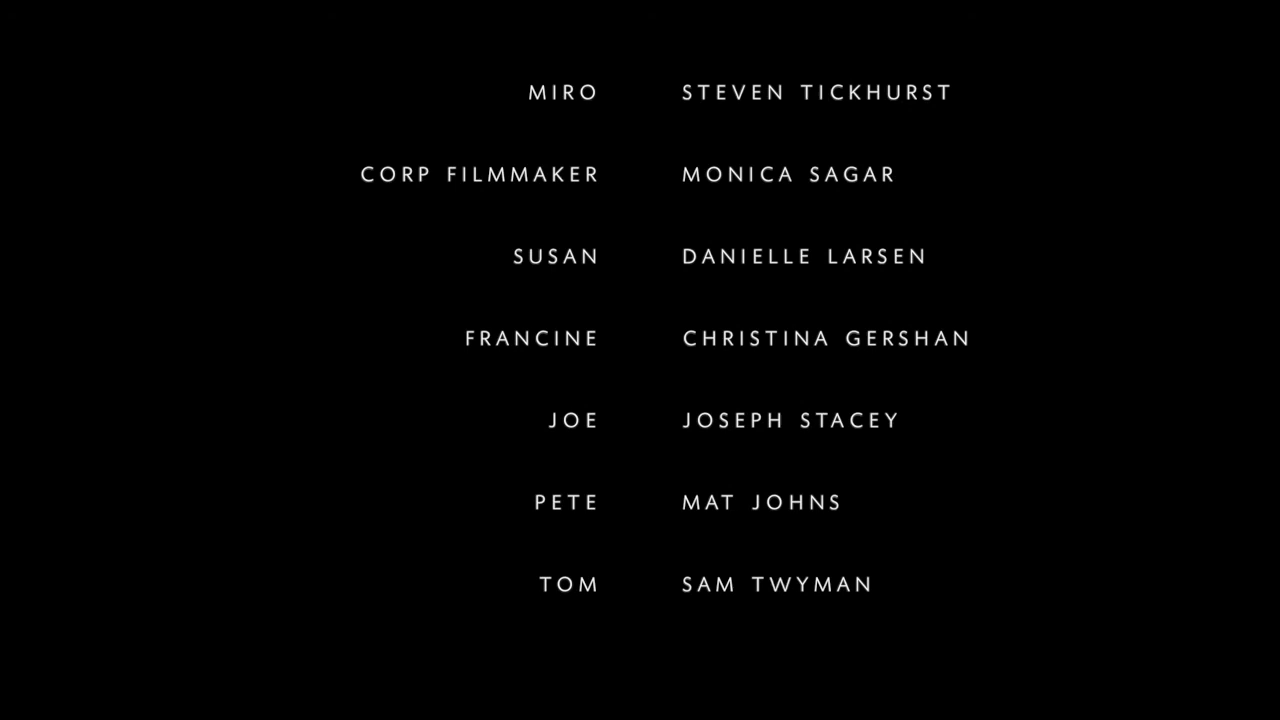 MIRO STEVEN TICKHURST
CORP FILMMAKER MONICA SAGAR
SUSAN DANIELLE LARSEN
FRANCINE CHRISTINA GERSHAN
JOE JOSEPH STACEY
PETE MAT JOHNS
TOM SAM TWYMAN